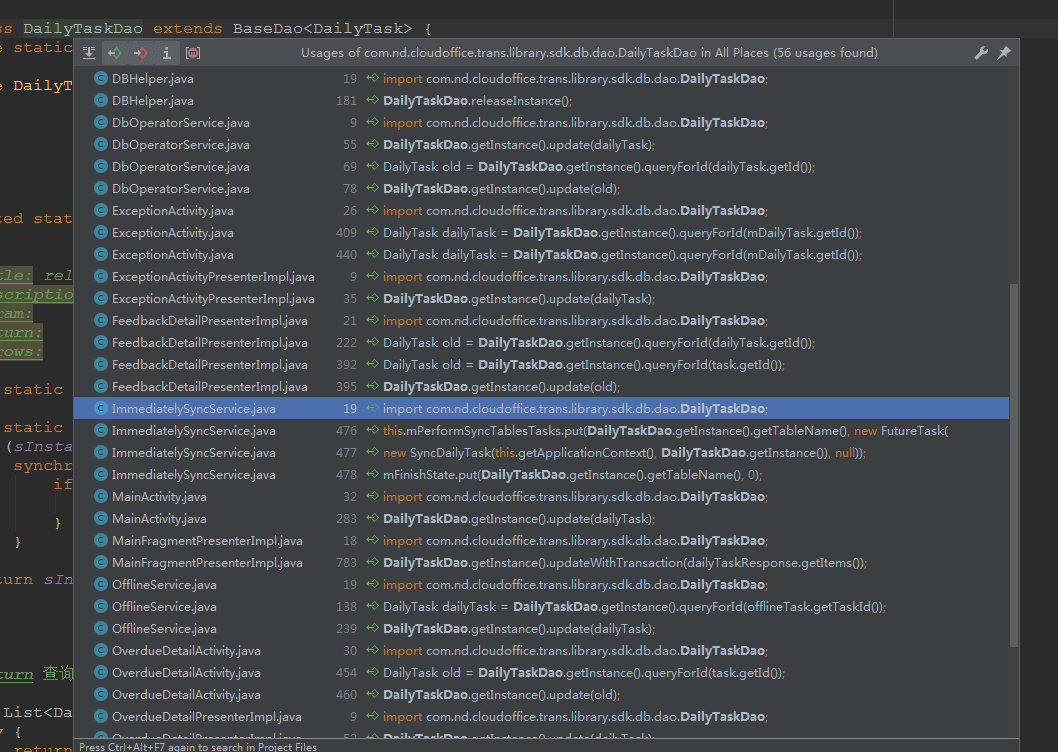 ss DailyTaskDao extends BaseDao<DailyTask> {
static
Usages of com.nd.cloudoffice.trans.library.sdk.db.dao.DailyTaskDao in All Places (56 usages found)
DBHelper.java 19 import com.nd.cloudoffice.trans.library.sdk.db.dao.DailyTaskDao;
DailyT
DBHelper.java 181 DailyTaskDao.releaseInstance();
DbOperatorService.java 9 import com.nd.cloudoffice.trans.library.sdk.db.dao.DailyTaskDao;
DbOperatorService.java 55 DailyTaskDao.getInstance().update(dailyTask);
DbOperatorService.java 69 DailyTask old = DailyTaskDao.getInstance().queryForId(dailyTask.getId());
DbOperatorService.java 78 DailyTaskDao.getInstance().update(old);
ted stat
ExceptionActivity.java 26 import com.nd.cloudoffice.trans.library.sdk.db.dao.DailyTaskDao;
ExceptionActivity.java 409 DailyTask dailyTask = DailyTaskDao.getInstance().queryForId(mDailyTask.getId());
ExceptionActivity.java 440 DailyTask dailyTask = DailyTaskDao.getInstance().queryForId(mDailyTask.getId());
tle: rel
ExceptionActivityPresenterImpl.java 9 import com.nd.cloudoffice.trans.library.sdk.db.dao.DailyTaskDao;
scriptio
ExceptionActivityPresenterImpl.java 35 DailyTaskDao.getInstance().update(dailyTask);
ram:
FeedbackDetailPresenterImpl.java 21 import com.nd.cloudoffice.trans.library.sdk.db.dao.DailyTaskDao;
turn:
FeedbackDetailPresenterImpl.java 222 DailyTask old = DailyTaskDao.getInstance().queryForId(dailyTask.getId());
rows:
FeedbackDetailPresenterImpl.java 392 DailyTask old = DailyTaskDao.getInstance().queryForId(task.getId());
static
FeedbackDetailPresenterImpl.java 395 DailyTaskDao.getInstance().update(old);
ImmediatelySyncService.java 19 import com.nd.cloudoffice.trans.library.sdk.db.dao.DailyTaskDao;
static
ImmediatelySyncService.java 476 this.mPerformSyncTablesTasks.put(DailyTaskDao.getInstance().getTableName(), new FutureTask(
(sInsta
ImmediatelySyncService.java 477 new SyncDailyTask(this.getApplicationContext(), DailyTaskDao.getInstance()), null));
synchr
ImmediatelySyncService.java 478 mFinishState.put(DailyTaskDao.getInstance().getTableName(), 0);
if
MainActivity.java 32 import com.nd.cloudoffice.trans.library.sdk.db.dao.DailyTaskDao;
}
MainActivity.java 283 DailyTaskDao.getInstance().update(dailyTask);
}
MainFragmentPresenterImpl.java 18 import com.nd.cloudoffice.trans.library.sdk.db.dao.DailyTaskDao;
MainFragmentPresenterImpl.java 783 DailyTaskDao.getInstance().updateWithTransaction(dailyTaskResponse.getItems());
turn sIn
OfflineService.java 19 import com.nd.cloudoffice.trans.library.sdk.db.dao.DailyTaskDao;
OfflineService.java 138 DailyTask dailyTask = DailyTaskDao.getInstance().queryForId(offlineTask.getTaskId());
OfflineService.java 239 DailyTaskDao.getInstance().update(dailyTask);
OverdueDetailActivity.java 30 import com.nd.cloudoffice.trans.library.sdk.db.dao.DailyTaskDao;
turn 查询
OverdueDetailActivity.java 454 DailyTask old = DailyTaskDao.getInstance().queryForId(task.getId());
OverdueDetailActivity.java 460 DailyTaskDao.getInstance().update(old);
List<Da
OverdueDetailPresenterImpl.java 9 import com.nd.cloudoffice.trans.library.sdk.db.dao.DailyTaskDao;
{
OverdueDetailPresenterImpl.java 52 DailyTaskDao.getInstance().update(dailyTask);
return
Press Ctrl+Alt+F7 again to search in Project Files